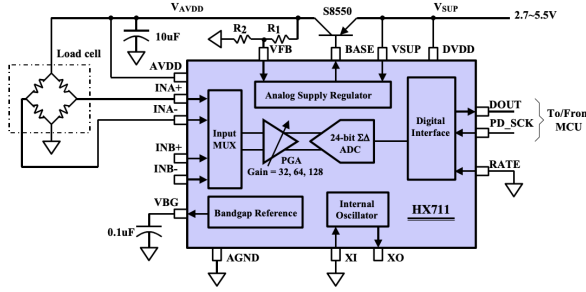 VAVDD
S8550
VSUP
2.7~5.5V
R2
R1
10uF
Load cell
VFB
BASE
VSUP
DVDD
AVDD
INA+
INA-
INB+
INB-
VBG
Analog Supply Regulator
Input
MUX
PGA
Gain = 32, 64, 128
24-bit ΣΔ
ADC
Digital
Interface
DOUT
PD_SCK
To/From
MCU
RATE
Internal
Oscillator
HX711
Bandgap Reference
0.1uF
AGND
XI
XO